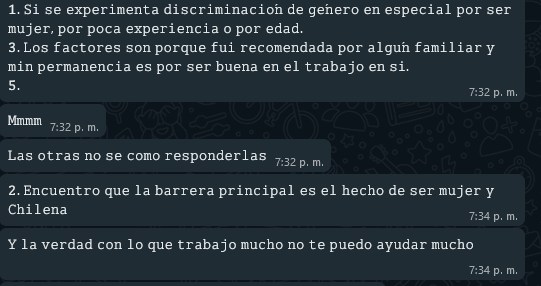 1. Si se experimenta discriminación de género en especial por ser
mujer, por poca experiencia o por edad.
3. Los factores son porque fui recomendada por algún familiar y
min permanencia es por ser buena en el trabajo en si.
5.
7:32 p. m.
Mmmm 7:32 p. m.
Las otras no se como responderlas 7:32 p. m.
2. Encuentro que la barrera principal es el hecho de ser mujer y
Chilena
7:34 p. m.
Y la verdad con lo que trabajo mucho no te puedo ayudar mucho
7:34 p. m.